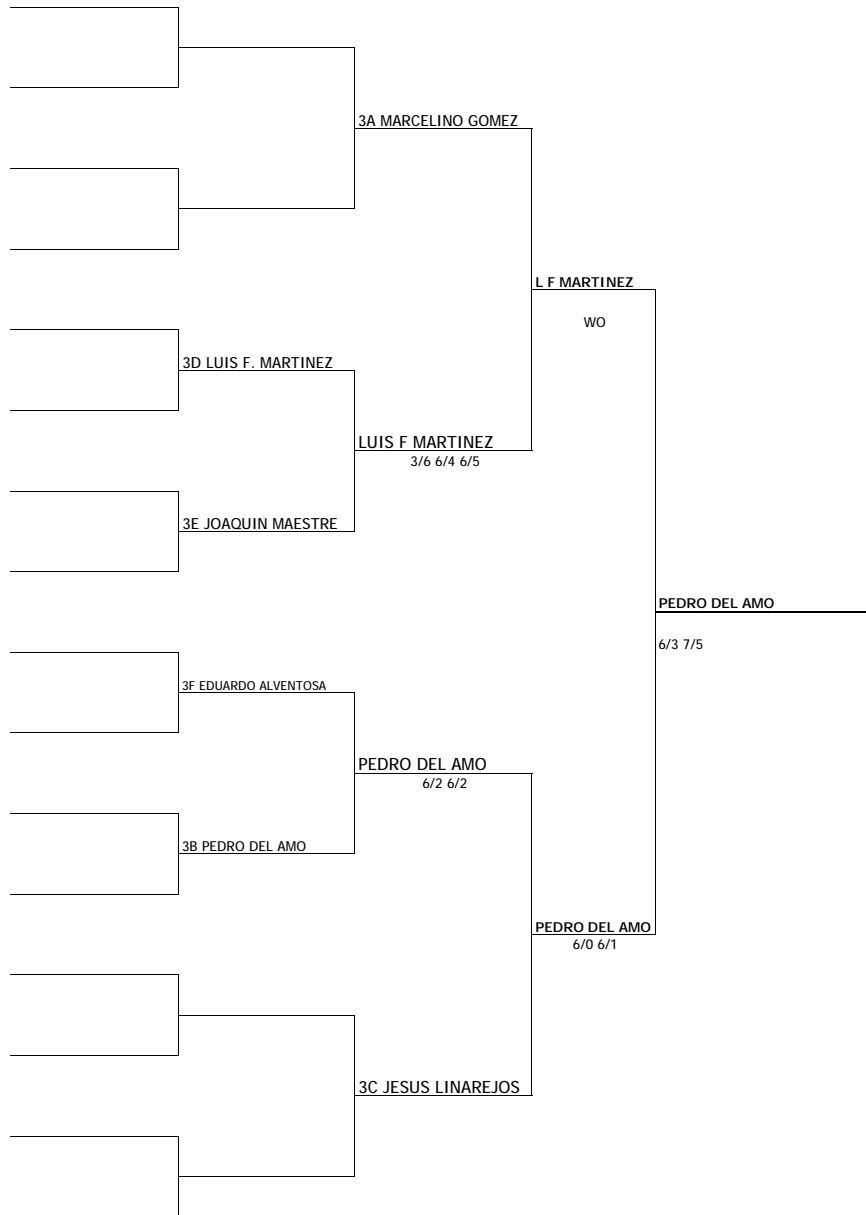 3A MARCELINO GOMEZ
L F MARTINEZ
WO
3D LUIS F. MARTINEZ
LUIS F MARTINEZ
3/6 6/4 6/5
3E JOAQUIN MAESTRE
PEDRO DEL AMO
6/3 7/5
3F EDUARDO ALVENTOSA
PEDRO DEL AMO
6/2 6/2
3B PEDRO DEL AMO
PEDRO DEL AMO
6/0 6/1
3C JESUS LINAREJOS